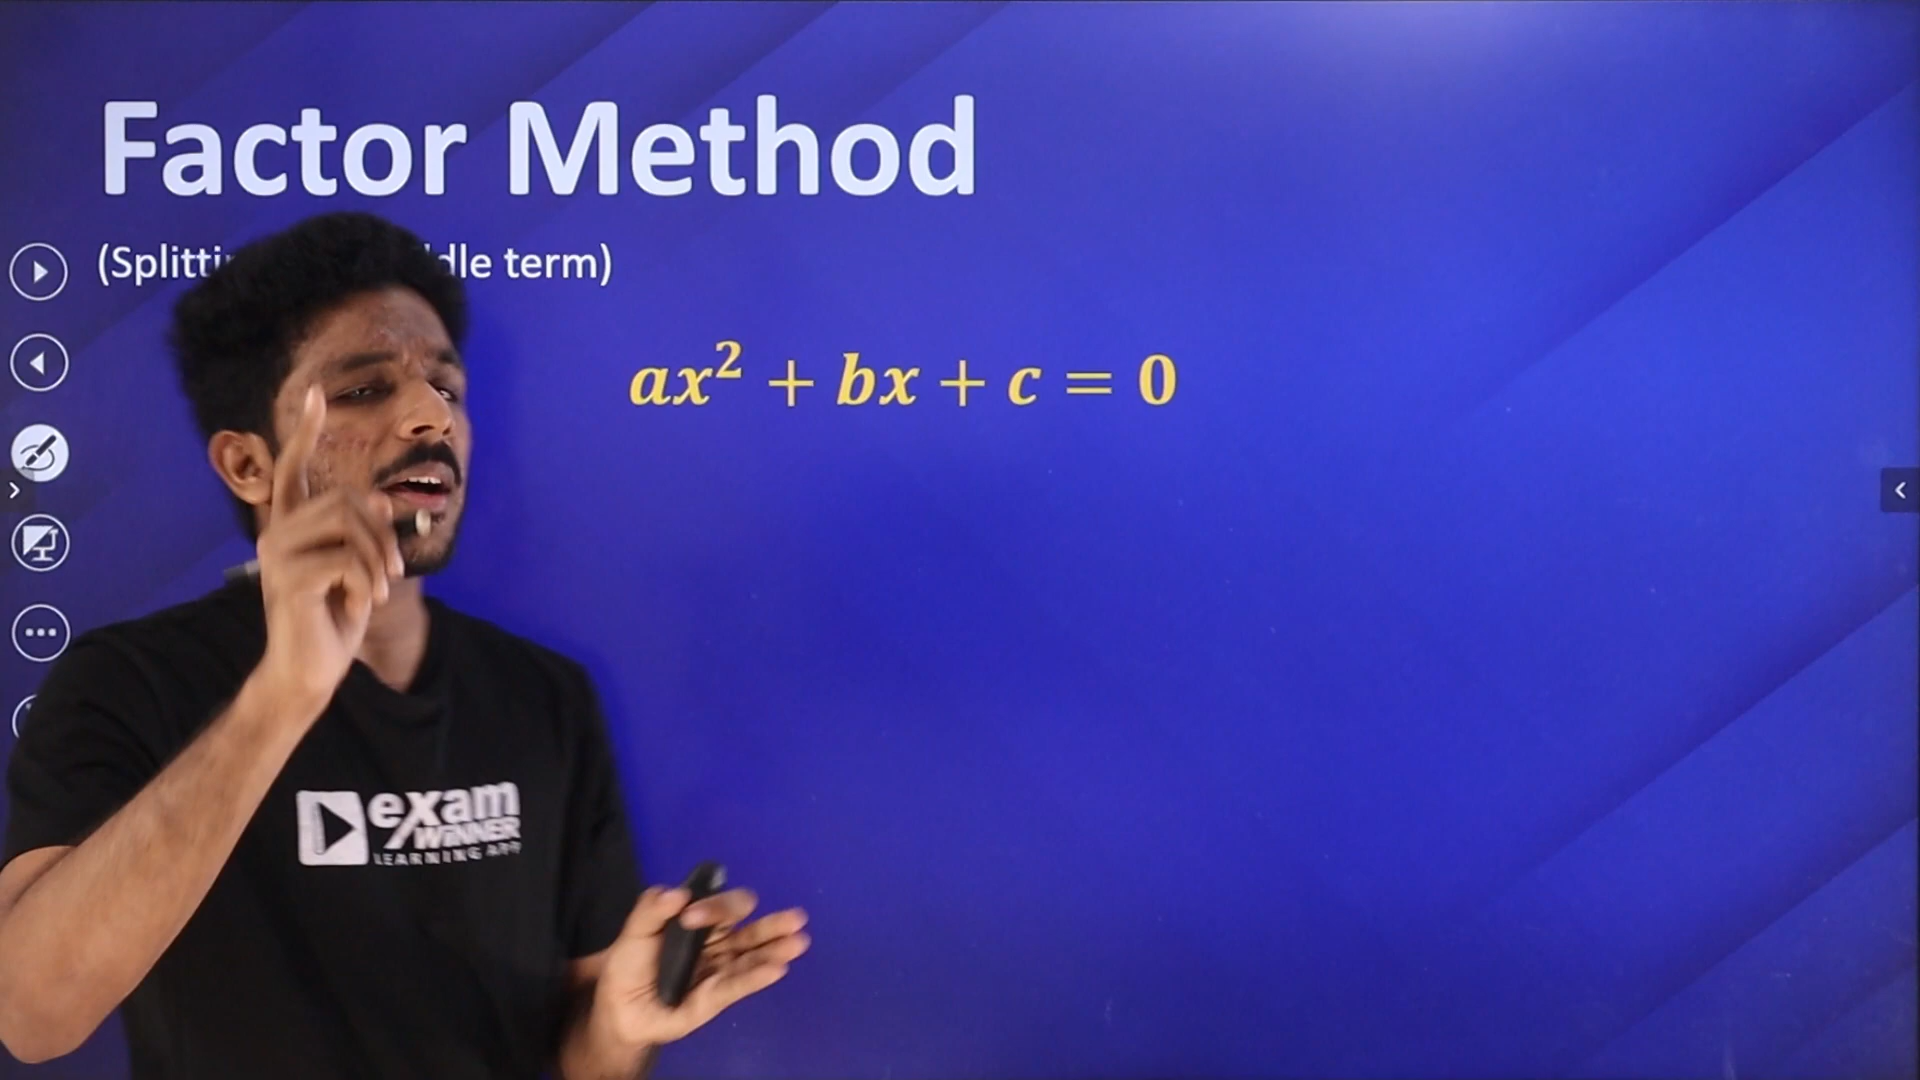 Factor Method
(Splitti dle term)
ax² + bx + c = 0
exam
WINNER
LEARNING APP